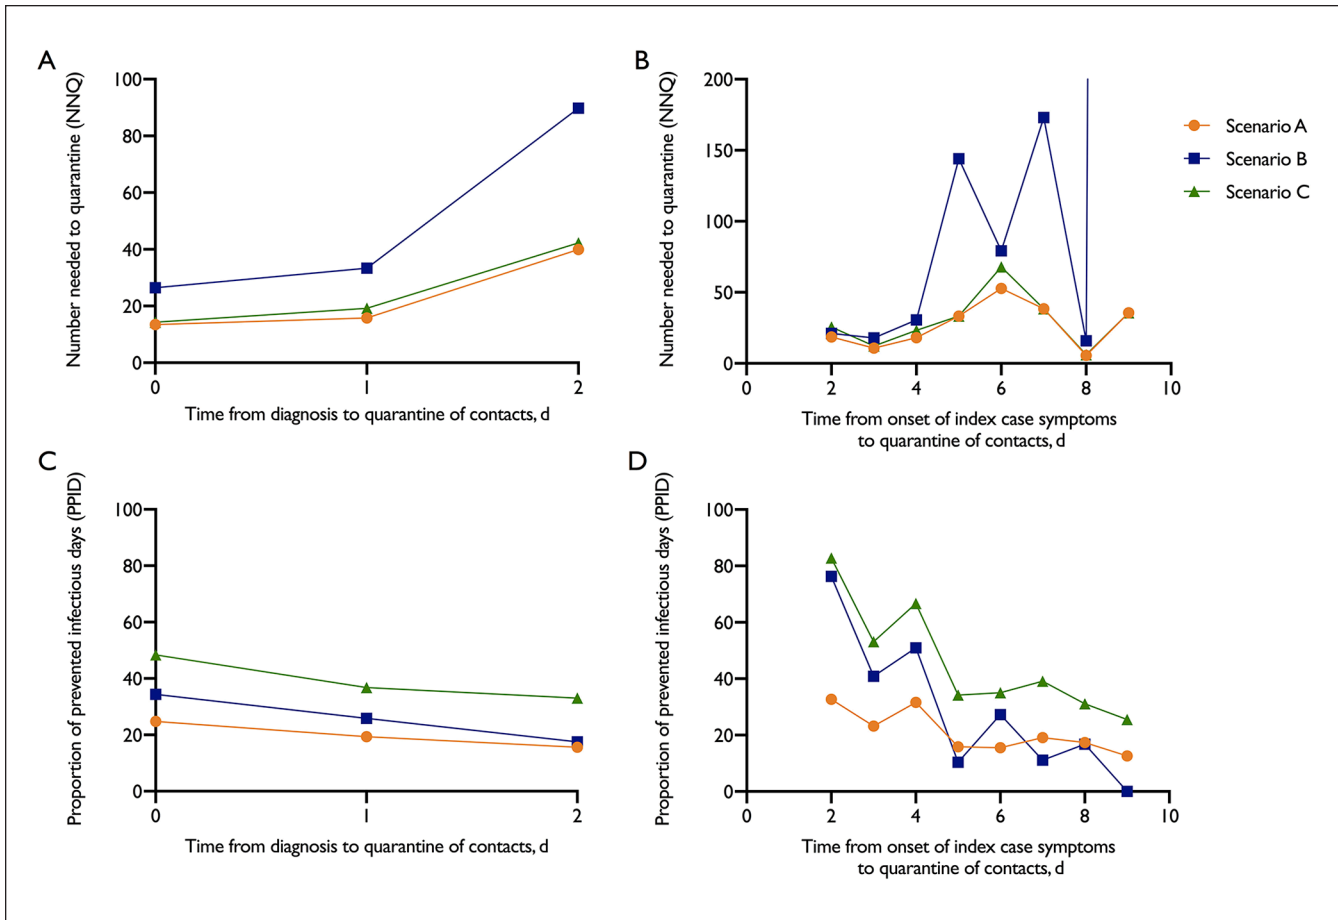 A
Number needed to quarantine (NNQ)
100
80
60
40
20
0
0 1 2
Time from diagnosis to quarantine of contacts, d
B
Number needed to quarantine (NNQ)
200
150
100
50
0
0 2 4 6 8 10
Time from onset of index case symptoms
to quarantine of contacts, d
Scenario A
Scenario B
Scenario C
C
Proportion of prevented infectious days (PPID)
100
80
60
40
20
0
0 1 2
Time from diagnosis to quarantine of contacts, d
D
Proportion of prevented infectious days (PPID)
100
80
60
40
20
0
0 2 4 6 8 10
Time from onset of index case symptoms
to quarantine of contacts, d